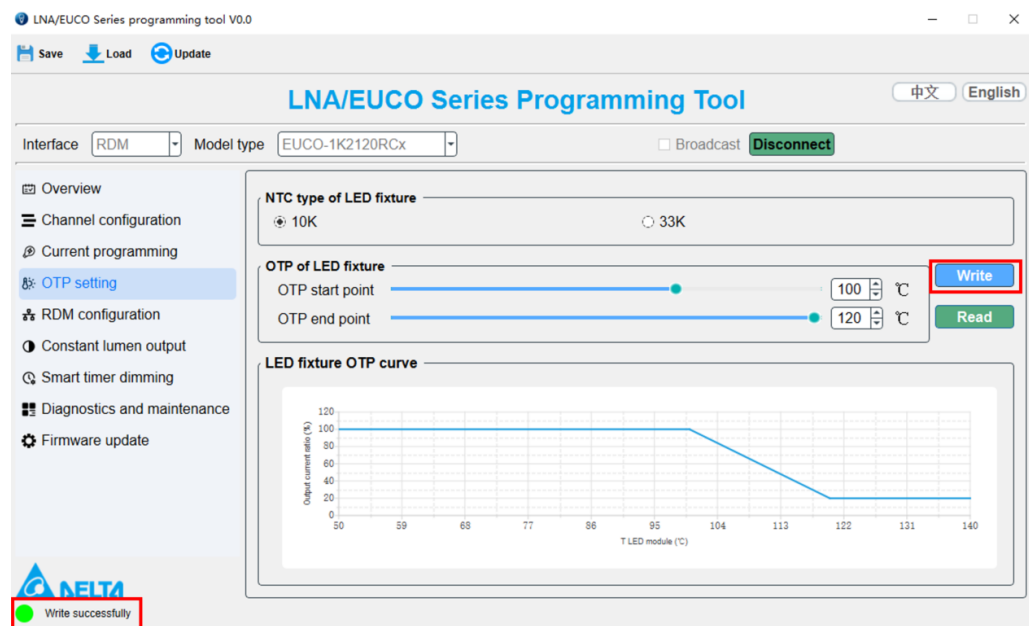 LNA/EUCO Series programming tool V0.0
Save Load Update
LNA/EUCO Series Programming Tool
中文 English
Interface RDM Model type EUCO-1K2120RCx Broadcast Disconnect
Overview
Channel configuration
Current programming
OTP setting
RDM configuration
Constant lumen output
Smart timer dimming
Diagnostics and maintenance
Firmware update
NTC type of LED fixture
10K 33K
OTP of LED fixture
OTP start point 100 ℃
OTP end point 120 ℃
Write
Read
LED fixture OTP curve
Output current ratio (%)
120
100
80
60
40
20
0
50 59 68 77 86 95 104 113 122 131 140
T LED module (℃)
DELTA
Write successfully